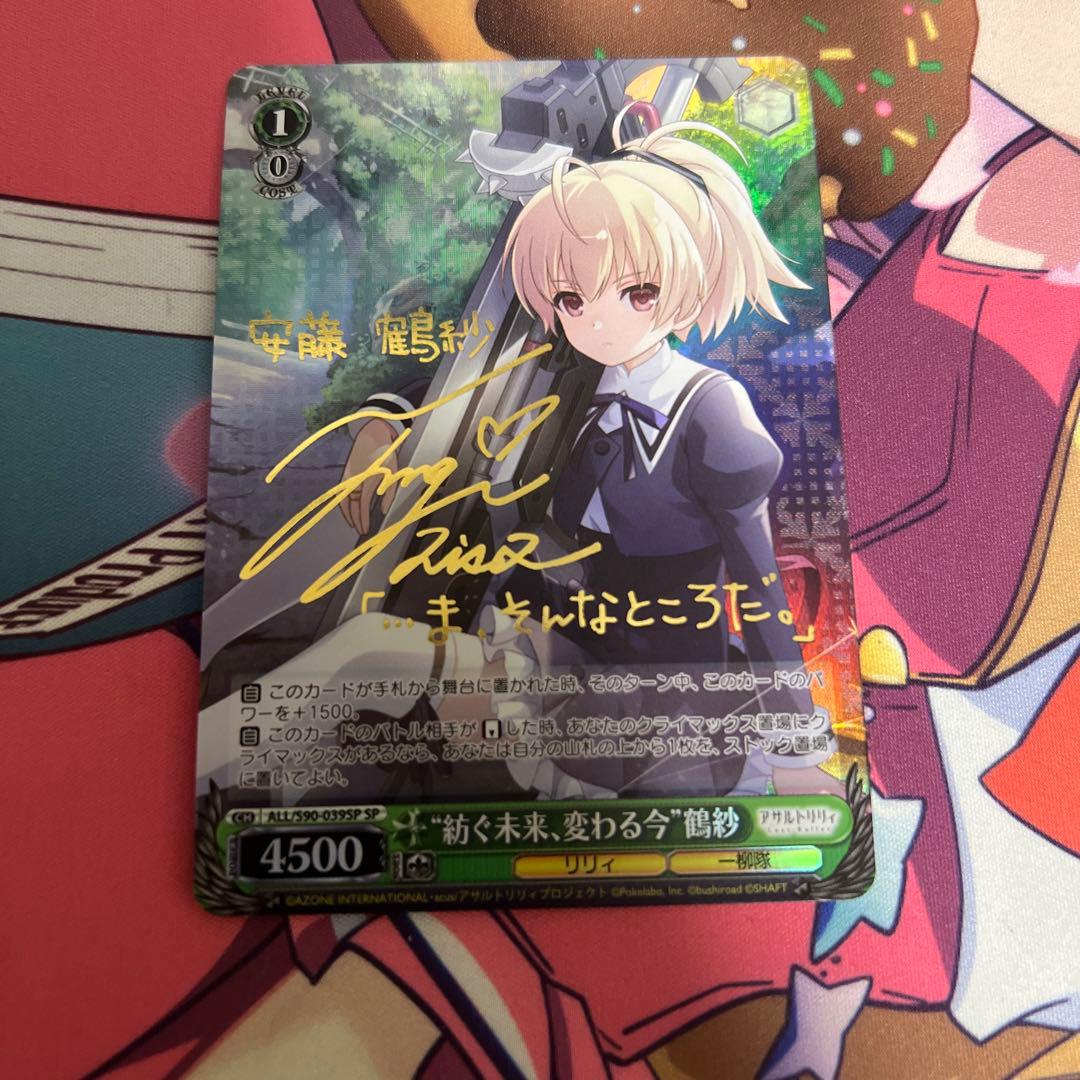 LEVEL
1
0
COST
安藤 鶴紗
Risa
「…ま、そんなところだ。」
自 このカードが手札から舞台に置かれた時、そのターン中、このカードのパ
ワーを+1500。
自 このカードのバトル相手が した時、あなたのクライマックス置場にク
ライマックスがあるなら、あなたは自分の山札の上から1枚を、ストック置場
に置いてよい。
CH ALL/S90-039SP SP
“紡ぐ未来、変わる今”鶴紗
アサルトリリィ
Last Bullet
POWER
4500
SOUL
リリィ
一柳隊
©AZONE INTERNATIONAL・acus/アサルトリリィプロジェクト ©Pokelabo, Inc. ©bushiroad ©SHAFT
Produc